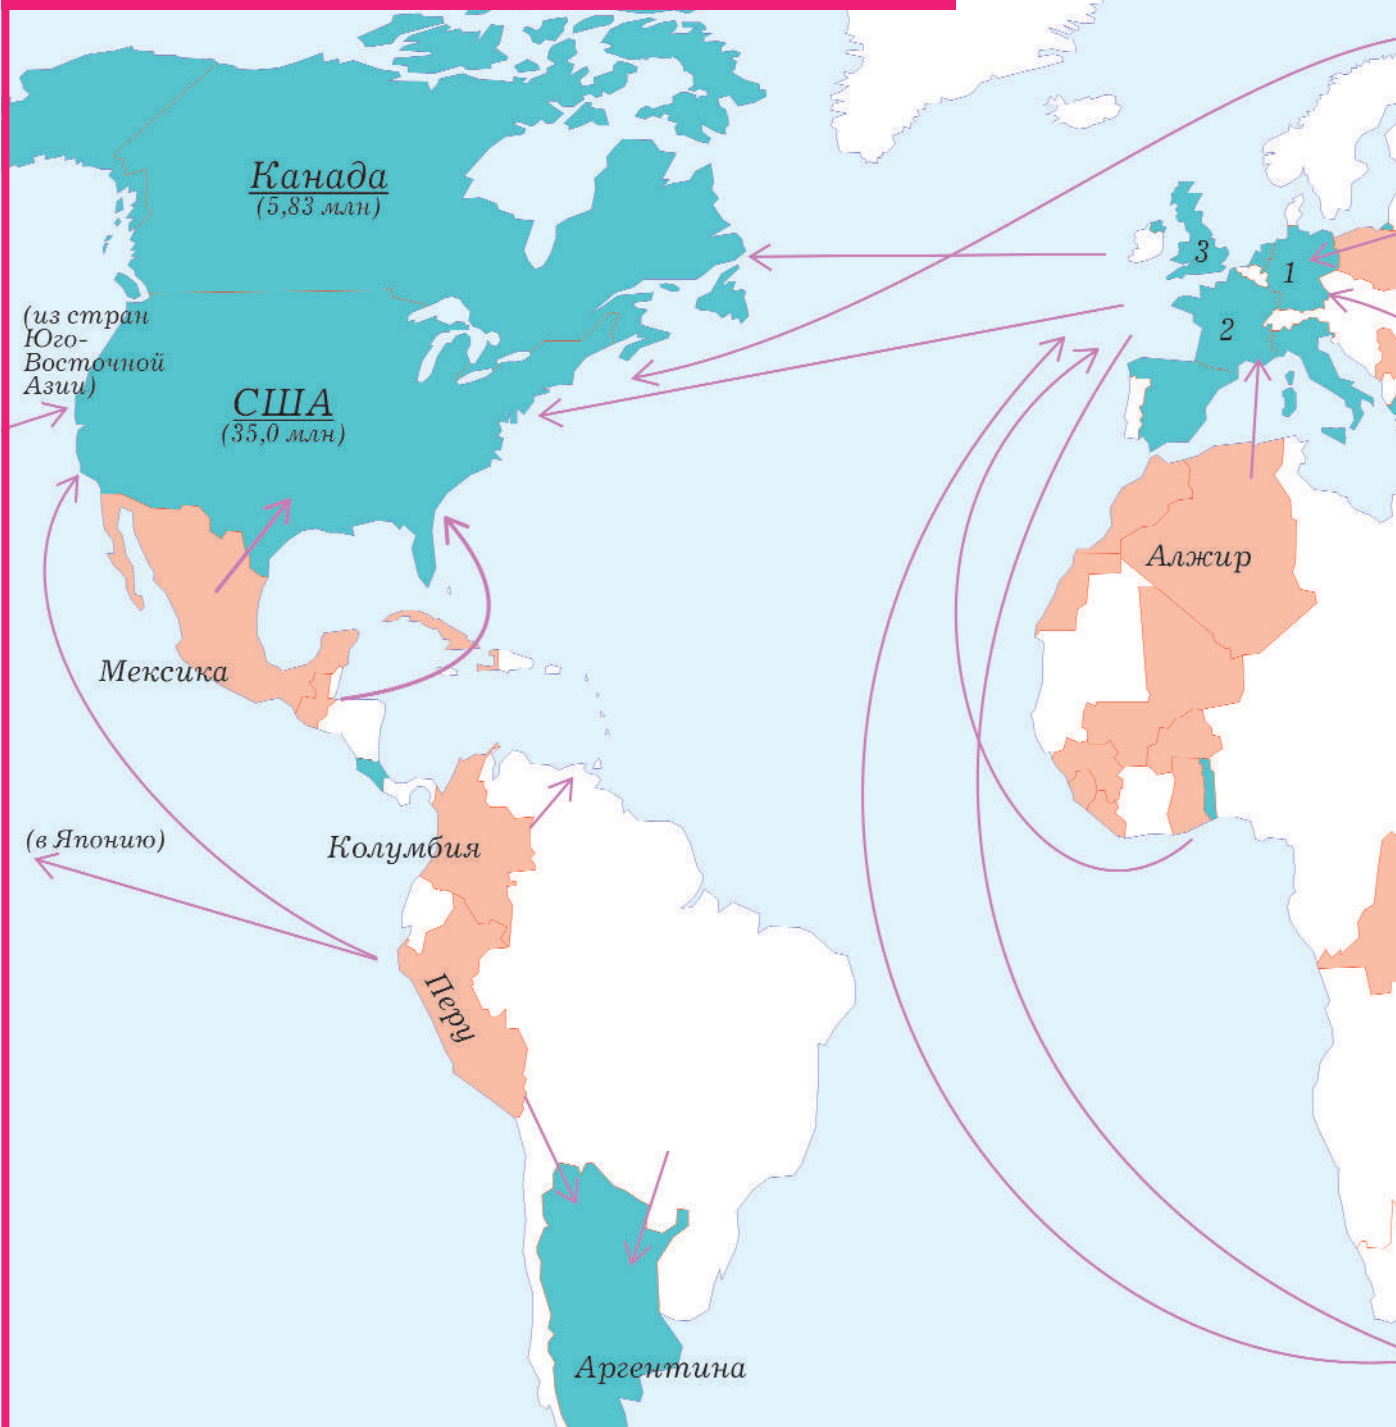 Канада
(5,83 млн)
3
1
(из стран
Юго-
Восточной
Азии)
2
США
(35,0 млн)
Алжир
Мексика
(в Японию)
Колумбия
Перу
Аргентина